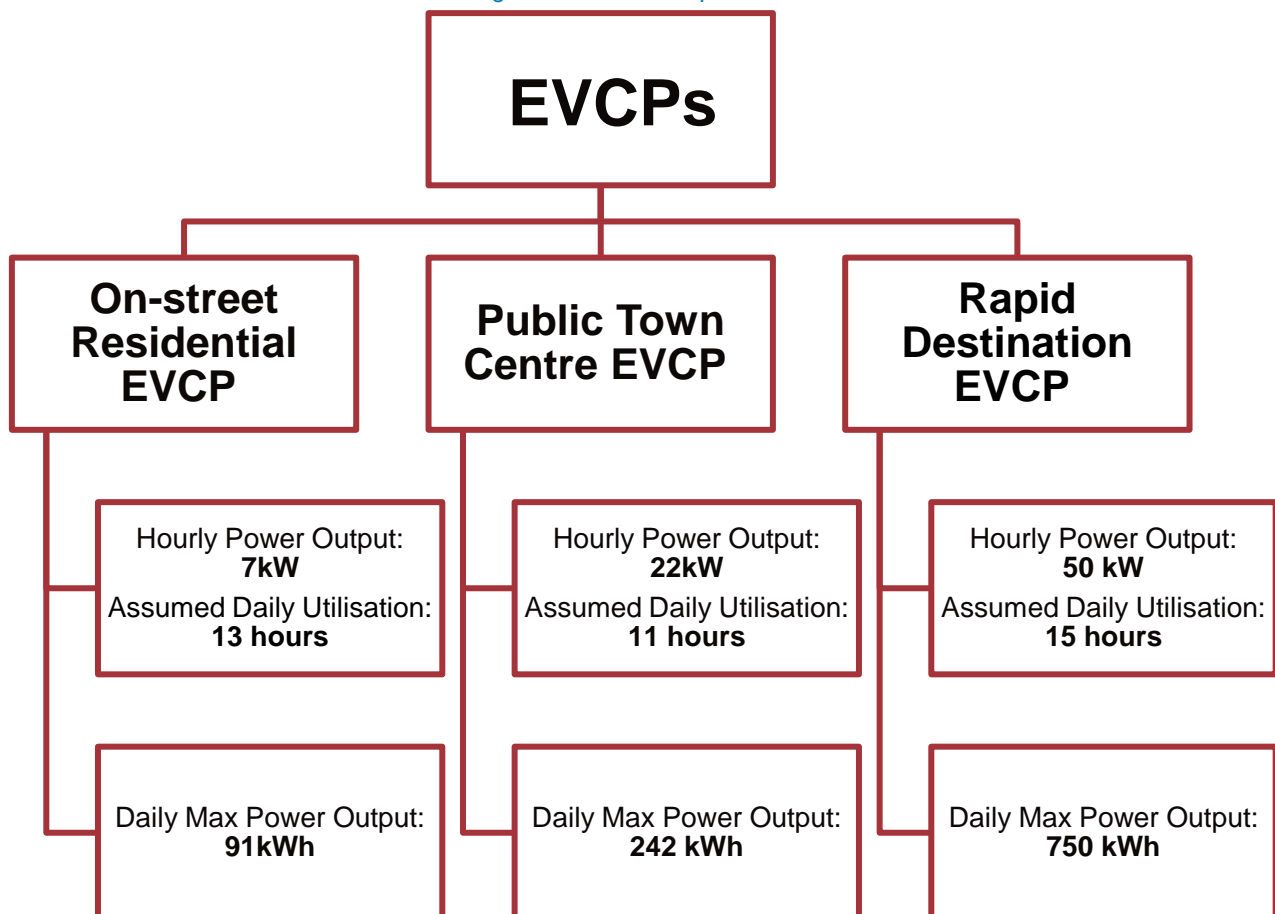 EVCPs
On-street
Residential
EVCP
Public Town
Centre EVCP
Rapid
Destination
EVCP
Hourly Power Output:
7kW
Assumed Daily Utilisation:
13 hours
Hourly Power Output:
22kW
Assumed Daily Utilisation:
11 hours
Hourly Power Output:
50 kW
Assumed Daily Utilisation:
15 hours
Daily Max Power Output:
91kWh
Daily Max Power Output:
242 kWh
Daily Max Power Output:
750 kWh